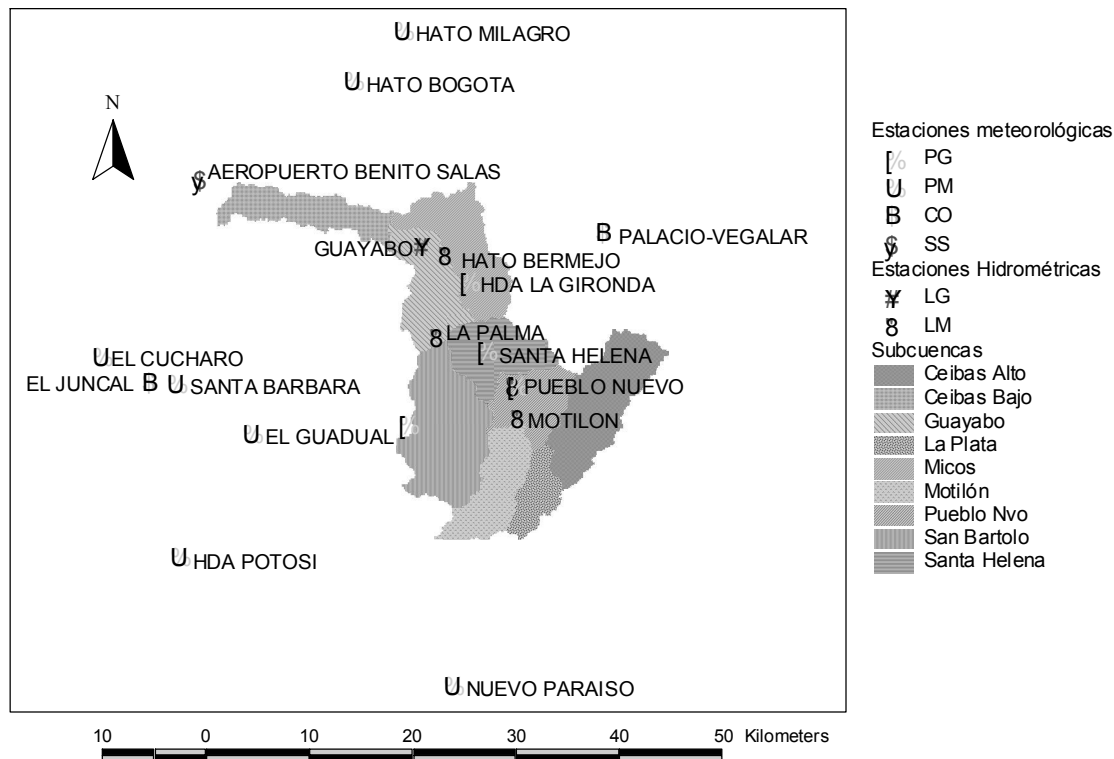 HATO MILAGRO
HATO BOGOTA
N
AEROPUERTO BENITO SALAS
PALACIO-VEGALAR
GUAYABO
HATO BERMEJO
HDA LA GIRONDA
LA PALMA
EL CUCHARO
SANTA HELENA
EL JUNCAL
SANTA BARBARA
PUEBLO NUEVO
MOTILON
EL GUADUAL
HDA POTOSI
NUEVO PARAISO
10 0 10 20 30 40 50 Kilometers
Estaciones meteorológicas
PG
PM
CO
SS
Estaciones Hidrométricas
LG
LM
Subcuencas
Ceibas Alto
Ceibas Bajo
Guayabo
La Plata
Micos
Motilón
Pueblo Nvo
San Bartolo
Santa Helena